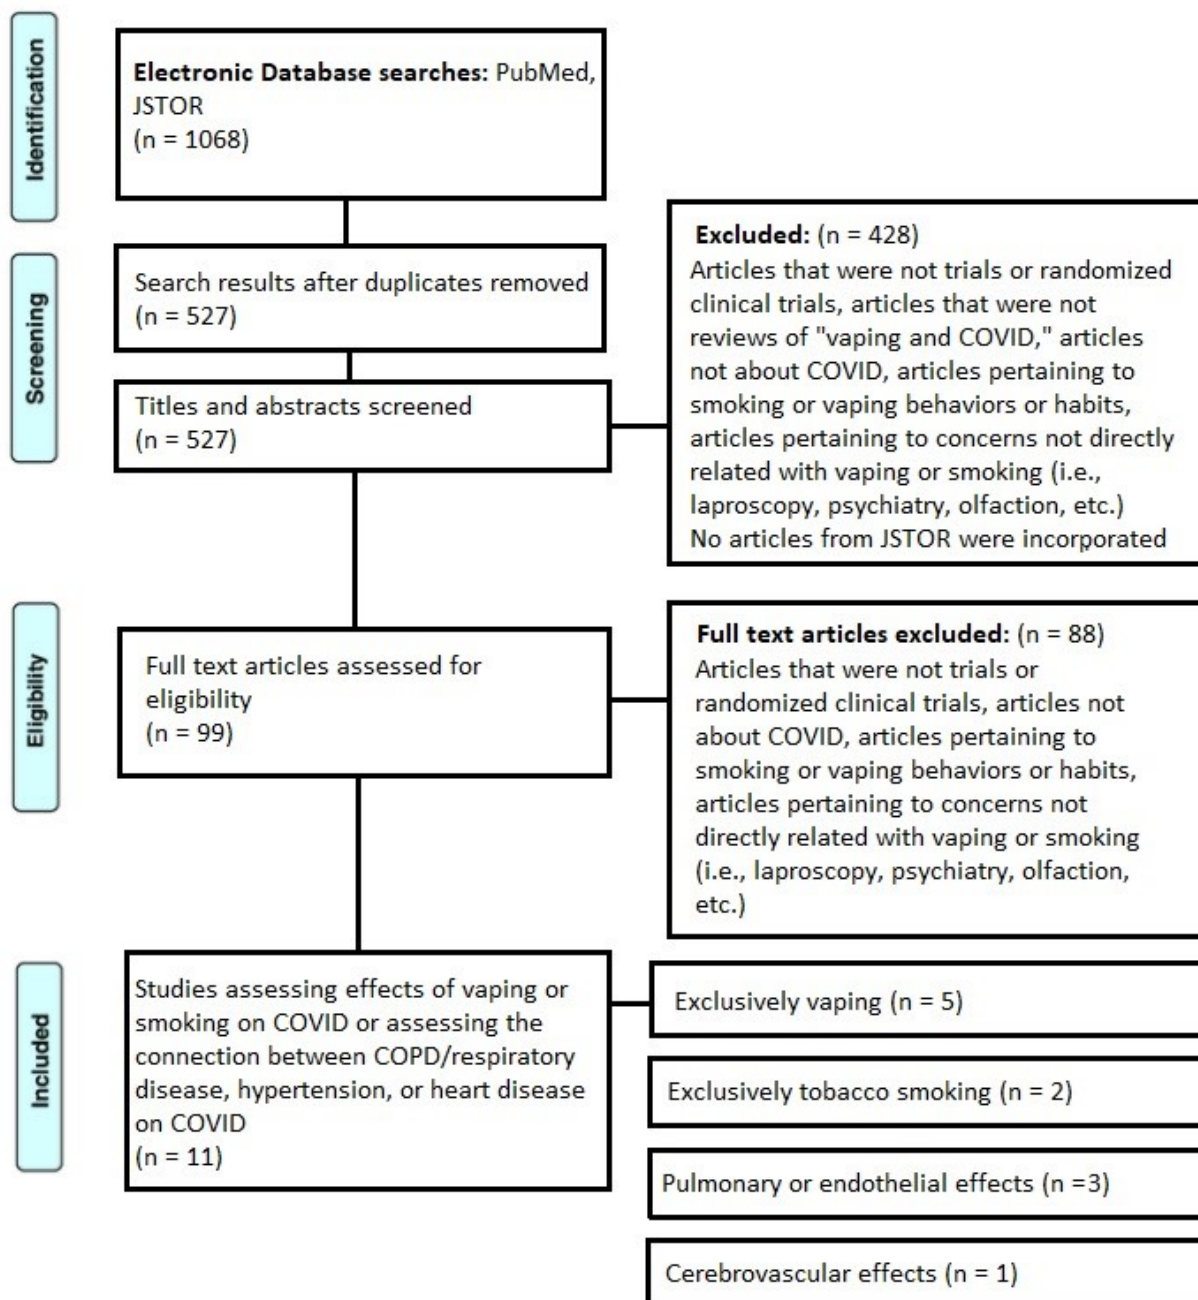 Identification
Electronic Database searches: PubMed,
JSTOR
(n = 1068)
Screening
Search results after duplicates removed
(n = 527)
Titles and abstracts screened
(n = 527)
Excluded: (n = 428)
Articles that were not trials or randomized
clinical trials, articles that were not
reviews of "vaping and COVID," articles
not about COVID, articles pertaining to
smoking or vaping behaviors or habits,
articles pertaining to concerns not directly
related with vaping or smoking (i.e.,
laproscopy, psychiatry, olfaction, etc.)
No articles from JSTOR were incorporated
Eligibility
Full text articles assessed for
eligibility
(n = 99)
Full text articles excluded: (n = 88)
Articles that were not trials or
randomized clinical trials, articles not
about COVID, articles pertaining to
smoking or vaping behaviors or habits,
articles pertaining to concerns not
directly related with vaping or smoking
(i.e., laproscopy, psychiatry, olfaction,
etc.)
Included
Studies assessing effects of vaping or
smoking on COVID or assessing the
connection between COPD/respiratory
disease, hypertension, or heart disease
on COVID
(n = 11)
Exclusively vaping (n = 5)
Exclusively tobacco smoking (n = 2)
Pulmonary or endothelial effects (n =3)
Cerebrovascular effects (n = 1)